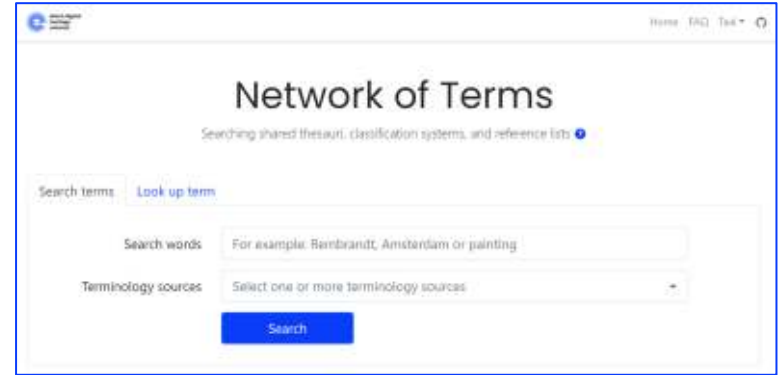 Home FAQ Taal
Network of Terms
Searching shared thesauri, classification systems, and reference lists
Search terms Look up term
Search words For example: Rembrandt, Amsterdam or painting
Terminology sources Select one or more terminology sources
Search